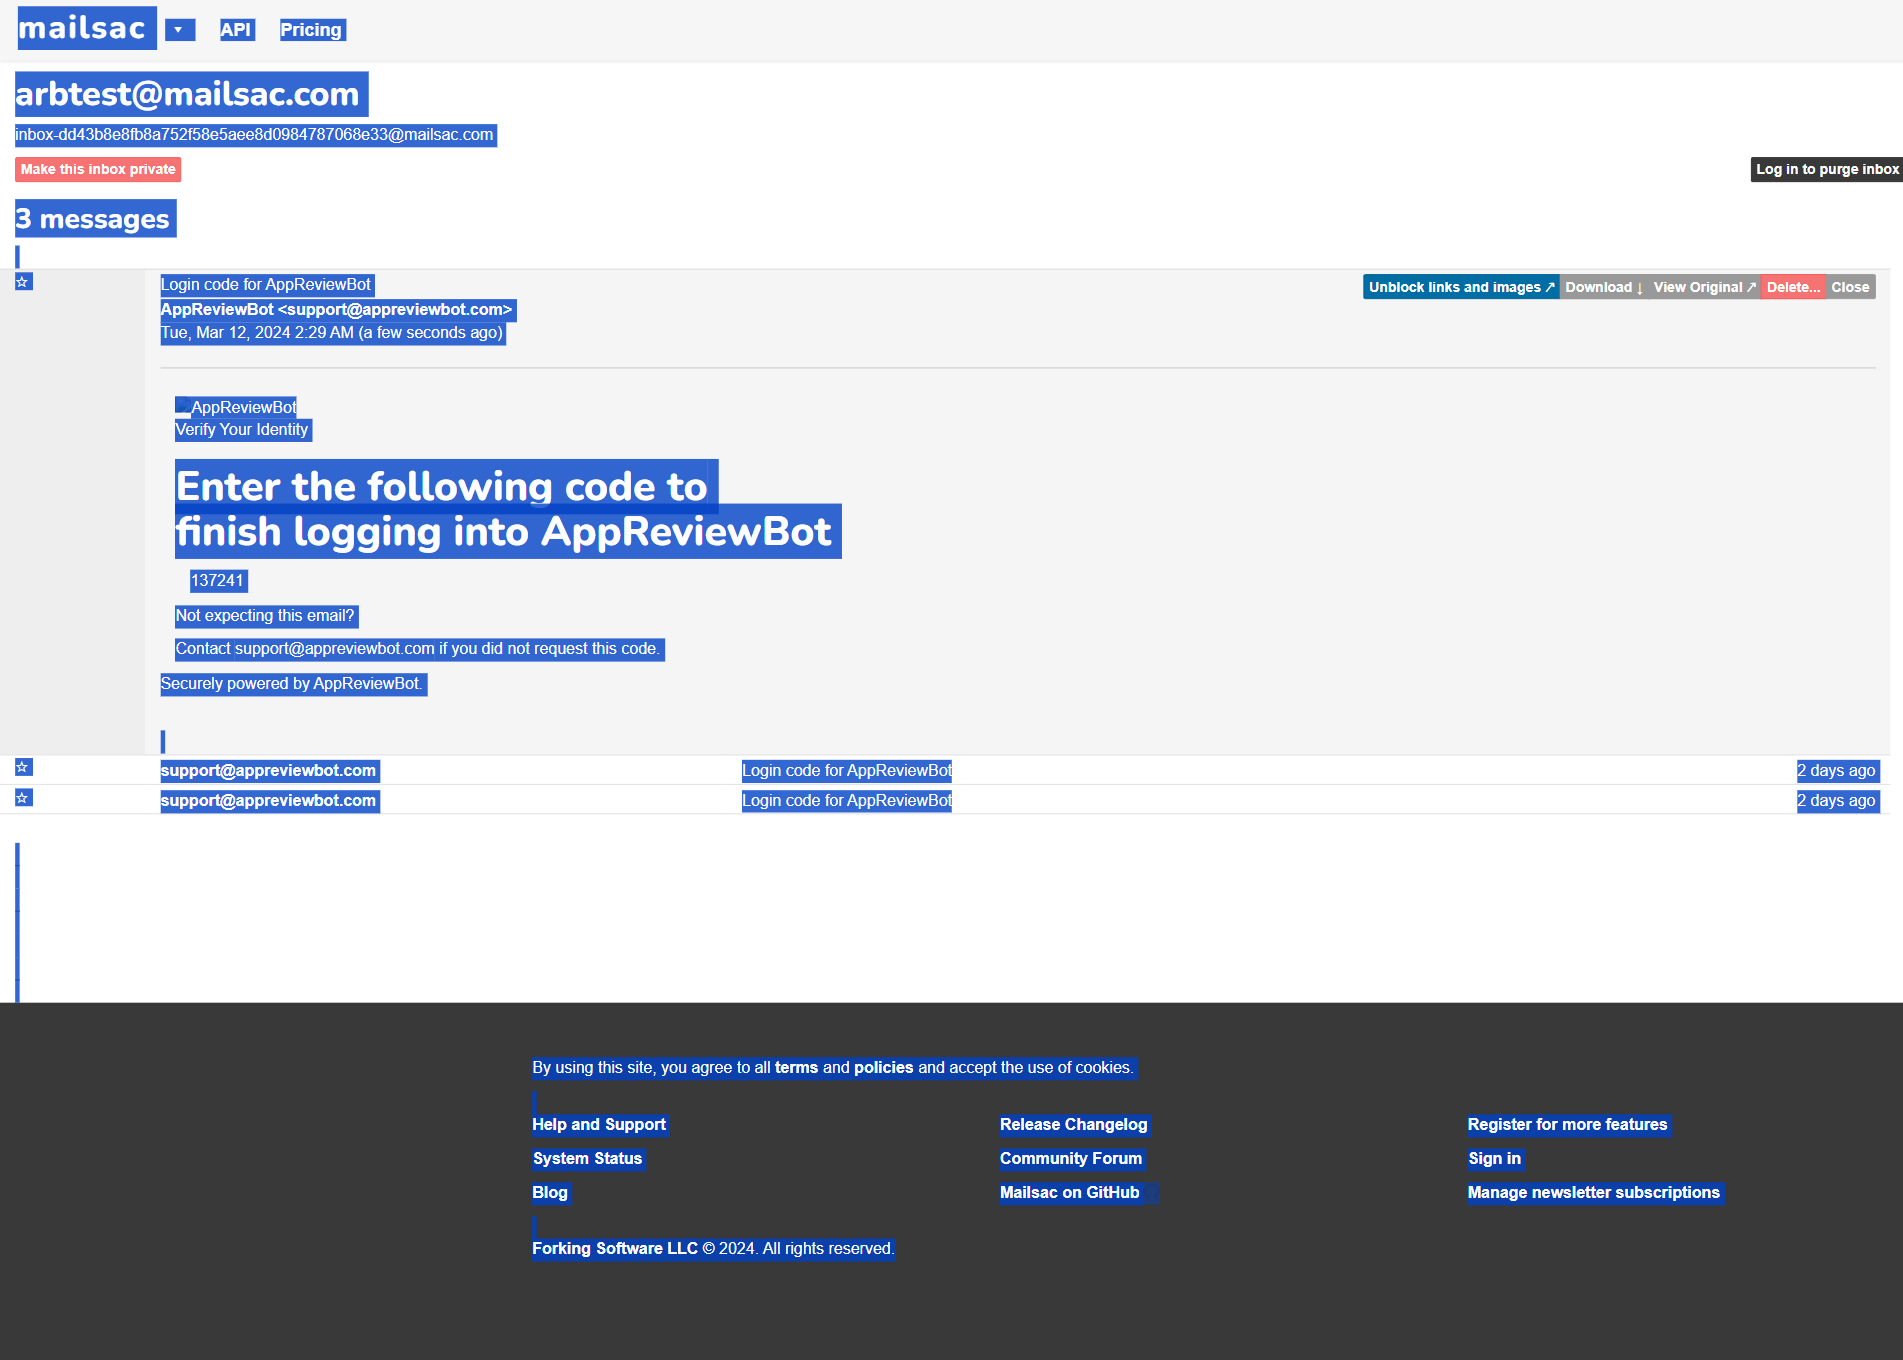 mailsac ▾ API Pricing
arbtest@mailsac.com
inbox-dd43b8e8fb8a752f58e5aee8d0984787068e33@mailsac.com
Make this inbox private Log in to purge inbox
3 messages
☆ Login code for AppReviewBot Unblock links and images ↗ Download ↓ View Original ↗ Delete... Close
AppReviewBot <support@appreviewbot.com>
Tue, Mar 12, 2024 2:29 AM (a few seconds ago)
AppReviewBot
Verify Your Identity
Enter the following code to
finish logging into AppReviewBot
137241
Not expecting this email?
Contact support@appreviewbot.com if you did not request this code.
Securely powered by AppReviewBot.
☆ support@appreviewbot.com Login code for AppReviewBot 2 days ago
☆ support@appreviewbot.com Login code for AppReviewBot 2 days ago
By using this site, you agree to all terms and policies and accept the use of cookies.
Help and Support Release Changelog Register for more features
System Status Community Forum Sign in
Blog Mailsac on GitHub Manage newsletter subscriptions
Forking Software LLC © 2024. All rights reserved.